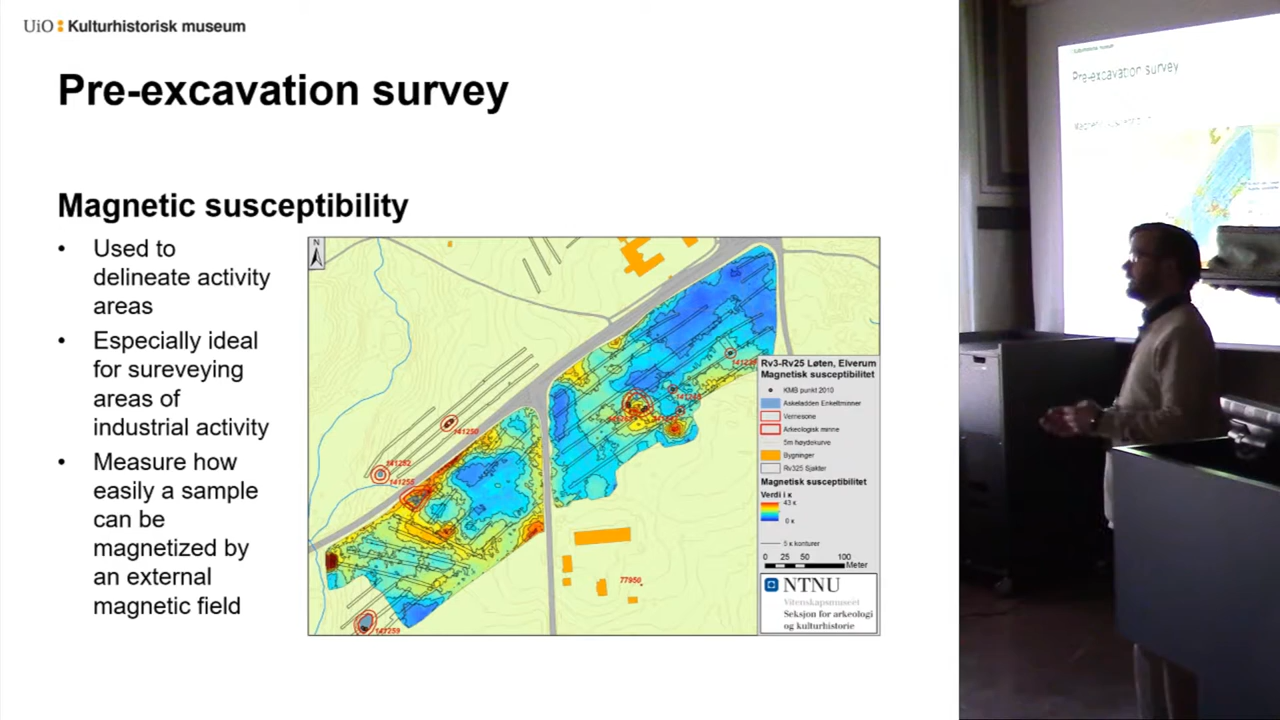 UiO : Kulturhistorisk museum
Pre-excavation survey
Magnetic susceptibility
• Used to
delineate activity
areas
• Especially ideal
for sureveying
areas of
industrial activity
• Measure how
easily a sample
can be
magnetized by
an external
magnetic field
N
141250
141252
141255
141259
77950
Rv3-Rv25 Løten, Elverum
Magnetisk susceptibilitet
KMB punkt 2010
Askeladden Enkeltminner
Vernesone
Arkeologisk minne
5m høydekurve
Bygninger
Rv325 Sjakter
Magnetisk susceptibilitet
Verdi i κ
43 κ
0 κ
5 κ konturer
0 25 50 100
Meter
NTNU
Vitenskapsmuseet
Seksjon for arkeologi
og kulturhistorie
Pre-excavation survey